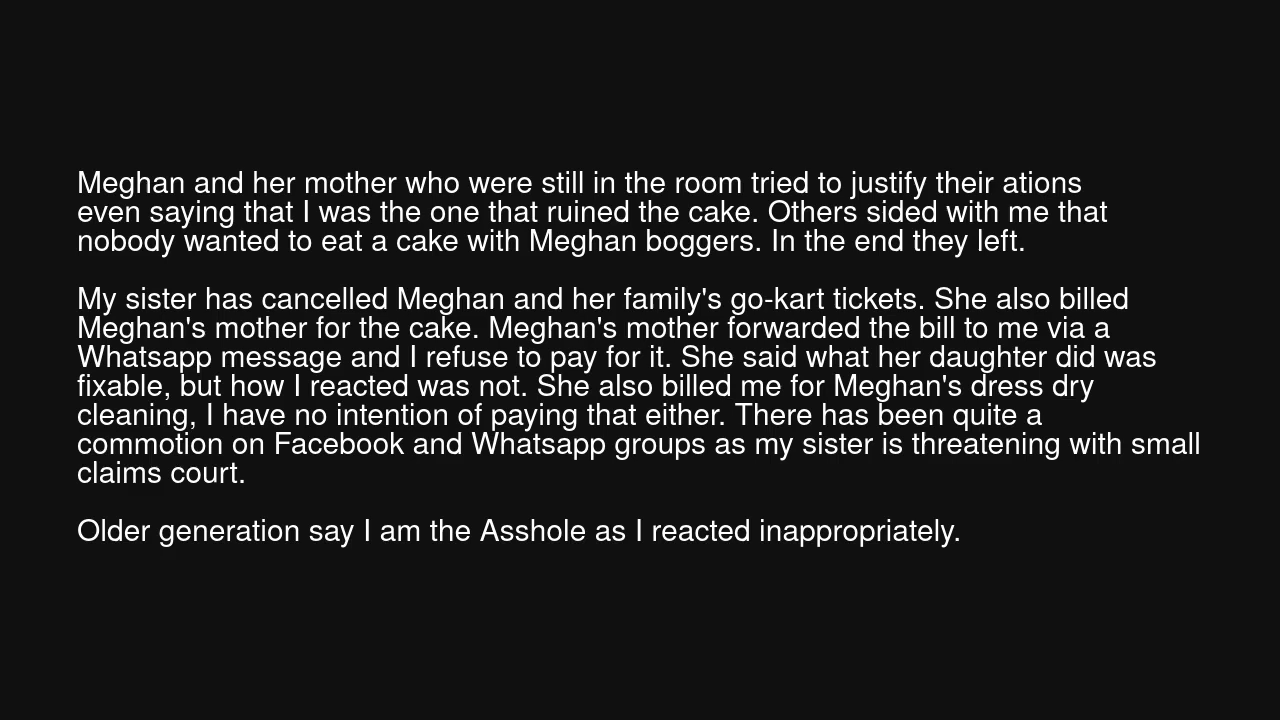 Meghan and her mother who were still in the room tried to justify their ations
even saying that I was the one that ruined the cake. Others sided with me that
nobody wanted to eat a cake with Meghan boggers. In the end they left.
My sister has cancelled Meghan and her family's go-kart tickets. She also billed
Meghan's mother for the cake. Meghan's mother forwarded the bill to me via a
Whatsapp message and I refuse to pay for it. She said what her daughter did was
fixable, but how I reacted was not. She also billed me for Meghan's dress dry
cleaning, I have no intention of paying that either. There has been quite a
commotion on Facebook and Whatsapp groups as my sister is threatening with small
claims court.
Older generation say I am the Asshole as I reacted inappropriately.